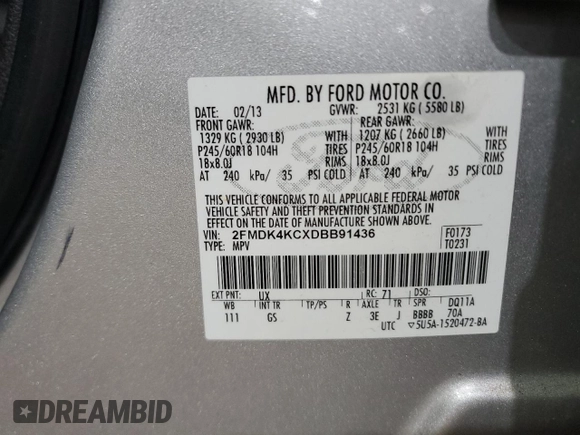 MFD. BY FORD MOTOR CO.
DATE: 02/13 GVWR: 2531 KG ( 5580 LB)
FRONT GAWR: REAR GAWR:
1329 KG ( 2930 LB) WITH 1207 KG ( 2660 LB) WITH
P245/60R18 104H TIRES P245/60R18 104H TIRES
18x8.0J RIMS 18x8.0J RIMS
AT 240 kPa/ 35 PSI COLD AT 240 kPa/ 35 PSI COLD
THIS VEHICLE CONFORMS TO ALL APPLICABLE FEDERAL MOTOR
VEHICLE SAFETY AND THEFT PREVENTION STANDARDS IN
EFFECT ON THE DATE OF MANUFACTURE SHOWN ABOVE.
VIN: 2FMDK4KCXDBB91436 F0173
TYPE: MPV T0231
EXT PNT: UX RC: 71 DSO:
WB INT TR TP/PS R AXLE TR SPR DQ11A
111 GS Z 3E J BBBB 70A
UTC ▽5U5A-1520472-BA
DREAMBID